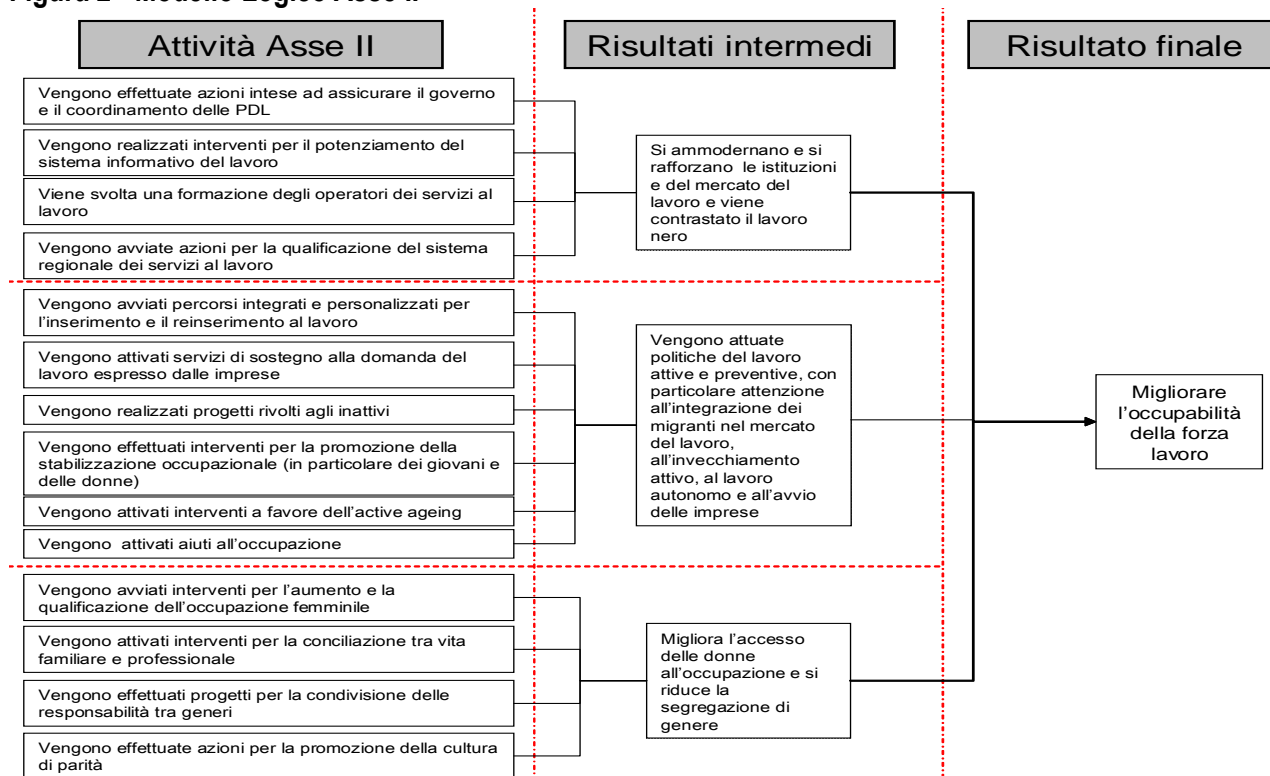 Attività Asse II
Risultati intermedi
Risultato finale
Vengono effettuate azioni intese ad assicurare il governo
e il coordinamento delle PDL
Vengono realizzati interventi per il potenziamento del
sistema informativo del lavoro
Viene svolta una formazione degli operatori dei servizi al
lavoro
Vengono avviate azioni per la qualificazione del sistema
regionale dei servizi al lavoro
Si ammodernano e si
rafforzano le istituzioni
e del mercato del
lavoro e viene
contrastato il lavoro
nero
Vengono avviati percorsi integrati e personalizzati per
l'inserimento e il reinserimento al lavoro
Vengono attivati servizi di sostegno alla domanda del
lavoro espresso dalle imprese
Vengono realizzati progetti rivolti agli inattivi
Vengono effettuati interventi per la promozione della
stabilizzazione occupazionale (in particolare dei giovani e
delle donne)
Vengono attivati interventi a favore dell'active ageing
Vengono attivati aiuti all'occupazione
Vengono attuate
politiche del lavoro
attive e preventive, con
particolare attenzione
all'integrazione dei
migranti nel mercato
del lavoro,
all'invecchiamento
attivo, al lavoro
autonomo e all'avvio
delle imprese
Migliorare
l'occupabilità
della forza
lavoro
Vengono avviati interventi per l'aumento e la
qualificazione dell'occupazione femminile
Vengono attivati interventi per la conciliazione tra vita
familiare e professionale
Vengono effettuati progetti per la condivisione delle
responsabilità tra generi
Vengono effettuate azioni per la promozione della cultura
di parità
Migliora l'accesso
delle donne
all'occupazione e si
riduce la
segregazione di
genere